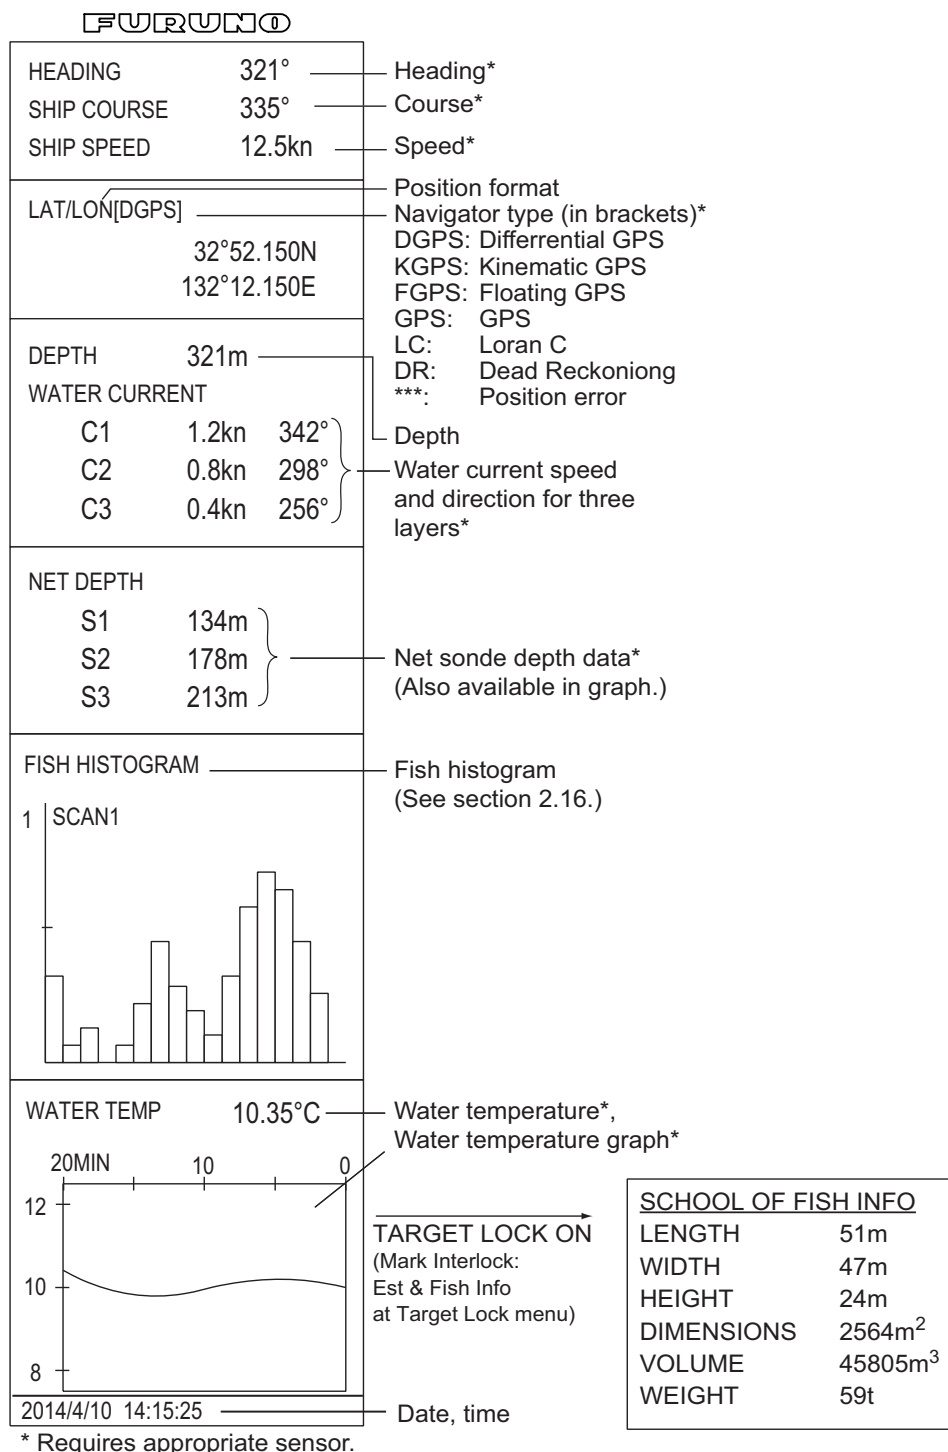 FURUNO
HEADING 321°
SHIP COURSE 335°
SHIP SPEED 12.5kn
Heading*
Course*
Speed*
LAT/LON[DGPS]
32°52.150N
132°12.150E
Position format
Navigator type (in brackets)*
DGPS: Differrential GPS
KGPS: Kinematic GPS
FGPS: Floating GPS
GPS: GPS
LC: Loran C
DR: Dead Reckoniong
***: Position error
DEPTH 321m
WATER CURRENT
C1 1.2kn 342°
C2 0.8kn 298°
C3 0.4kn 256°
Depth
Water current speed
and direction for three
layers*
NET DEPTH
S1 134m
S2 178m
S3 213m
Net sonde depth data*
(Also available in graph.)
FISH HISTOGRAM
Fish histogram
(See section 2.16.)
1 SCAN1
WATER TEMP 10.35°C
Water temperature*,
Water temperature graph*
20MIN 10 0
12
10
8
TARGET LOCK ON
(Mark Interlock:
Est & Fish Info
at Target Lock menu)
SCHOOL OF FISH INFO
LENGTH 51m
WIDTH 47m
HEIGHT 24m
DIMENSIONS 2564m²
VOLUME 45805m³
WEIGHT 59t
2014/4/10 14:15:25
Date, time
* Requires appropriate sensor.